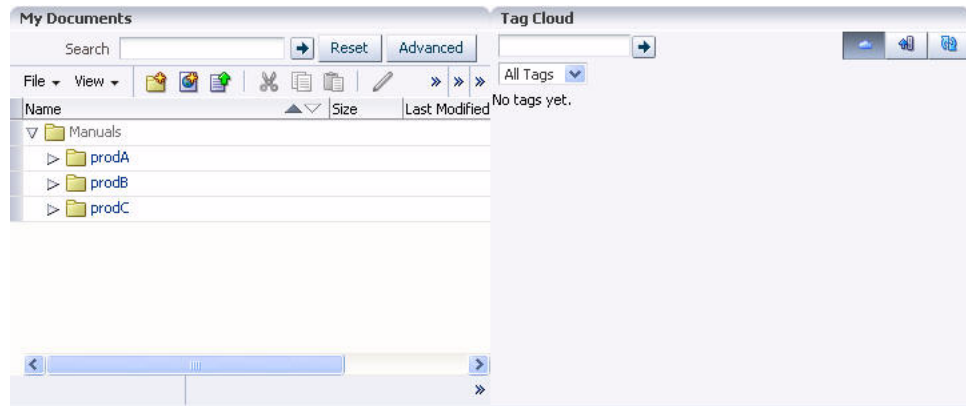 My Documents
Search Reset Advanced
File View
Name Size Last Modified
Manuals
prodA
prodB
prodC
Tag Cloud
All Tags
No tags yet.